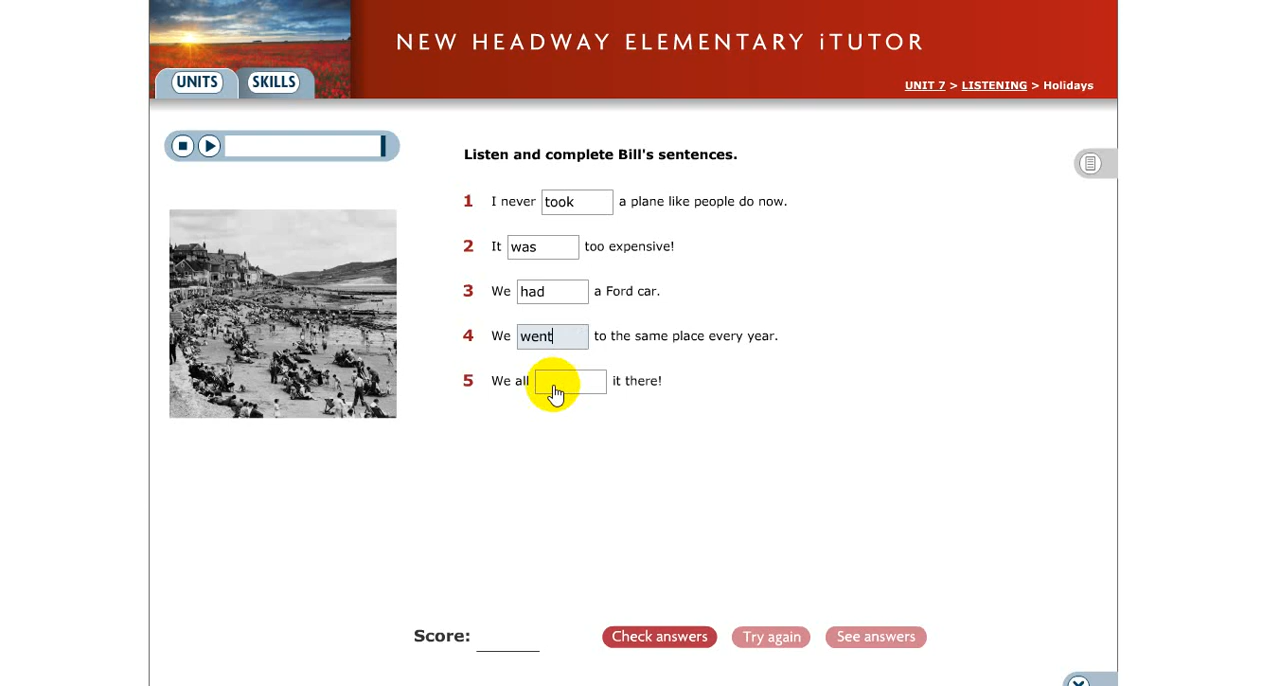 NEW HEADWAY ELEMENTARY iTUTOR
UNITS SKILLS
UNIT 7 > LISTENING > Holidays
Listen and complete Bill's sentences.
1 I never took a plane like people do now.
2 It was too expensive!
3 We had a Ford car.
4 We went to the same place every year.
5 We all it there!
Score: Check answers Try again See answers